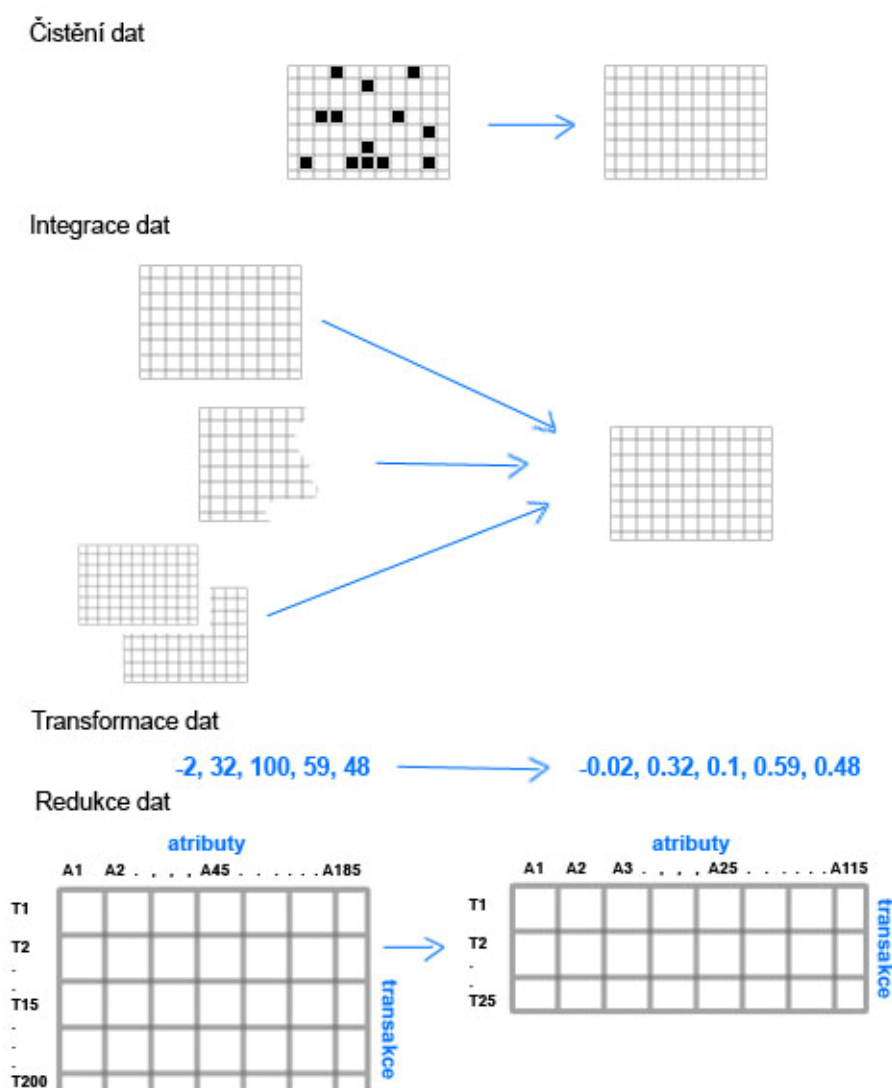 Čistění dat
Integrace dat
Transformace dat
-2, 32, 100, 59, 48
-0.02, 0.32, 0.1, 0.59, 0.48
Redukce dat
atributy
A1 A2 . , , , A45 . . . . . . A185
T1
T2
.
.
T15
.
.
.
T200
transakce
atributy
A1 A2 A3 . , , , A25 . . . . . . A115
T1
T2
.
.
T25
transakce